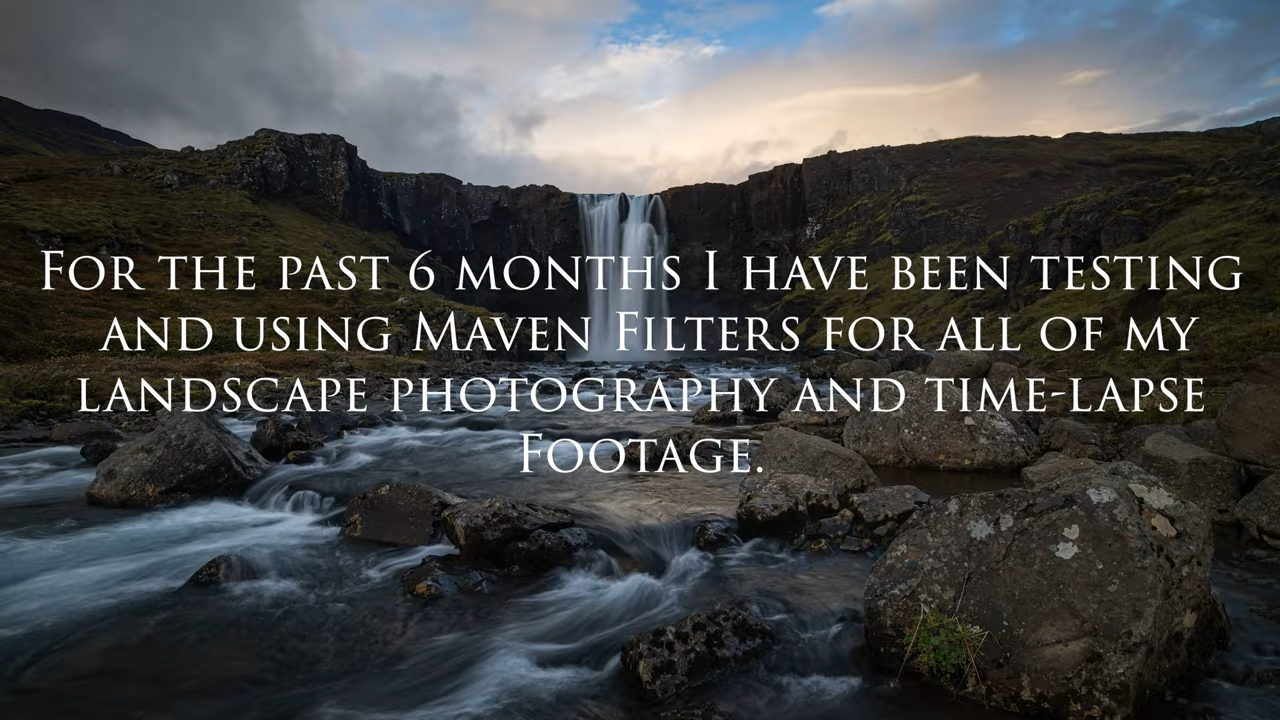 For the past 6 months I have been testing
and using Maven Filters for all of my
landscape photography and time-lapse
Footage.